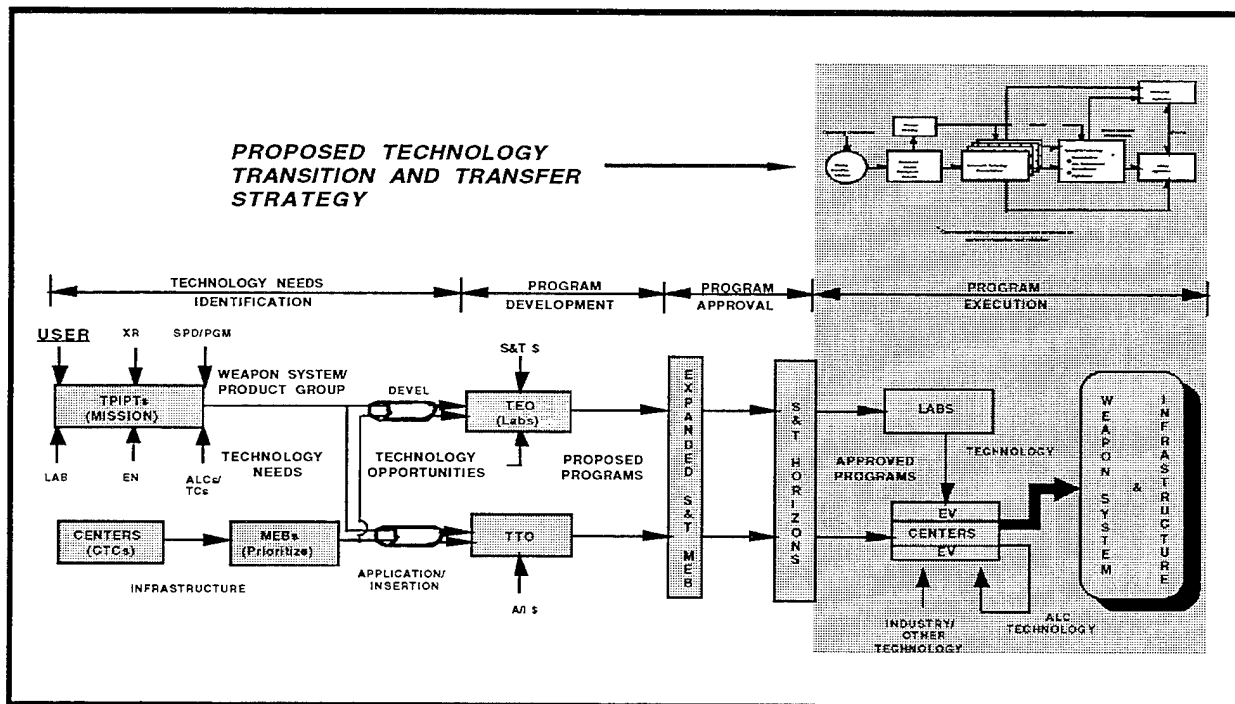 PROPOSED TECHNOLOGY
TRANSITION AND TRANSFER
STRATEGY
TECHNOLOGY NEEDS
IDENTIFICATION
PROGRAM
DEVELOPMENT
PROGRAM
APPROVAL
PROGRAM
EXECUTION
USER
XR
SPD/PGM
S&T $
WEAPON SYSTEM/
PRODUCT GROUP
DEVEL
TPIPTs
(MISSION)
TEO
(Labs)
LABS
LAB
EN
ALCs/
TCs
TECHNOLOGY
NEEDS
TECHNOLOGY
OPPORTUNITIES
PROPOSED
PROGRAMS
EXPANDED S&T MEB
S&T HORIZONS
APPROVED
PROGRAMS
TECHNOLOGY
WEAPON SYSTEM
&
INFRASTRUCTURE
CENTERS
(CTCs)
MEBs
(Prioritize)
TTO
EV
CENTERS
EV
INFRASTRUCTURE
APPLICATION/
INSERTION
A/I $
INDUSTRY/
OTHER
TECHNOLOGY
ALC
TECHNOLOGY